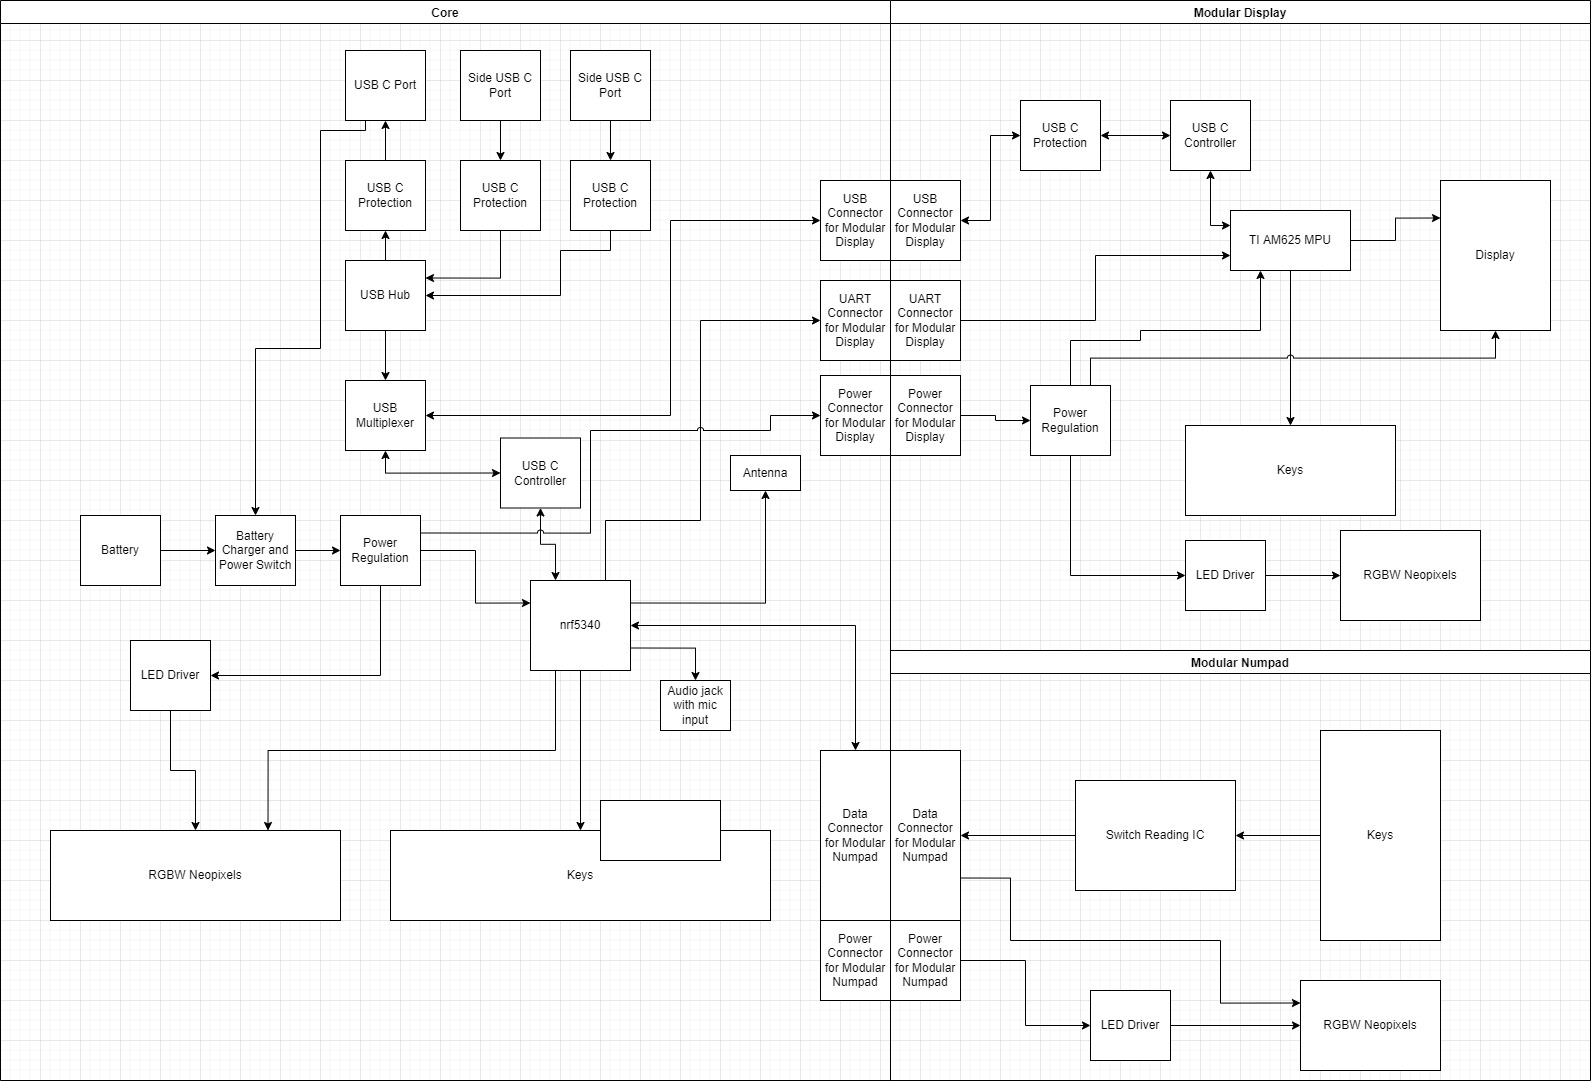 Core
Modular Display
USB C Port
Side USB C
Port
Side USB C
Port
USB C
Protection
USB C
Controller
USB C
Protection
USB C
Protection
USB C
Protection
USB
Connector
for Modular
Display
USB
Connector
for Modular
Display
TI AM625 MPU
Display
USB Hub
UART
Connector
for Modular
Display
UART
Connector
for Modular
Display
USB
Multiplexer
Power
Connector
for Modular
Display
Power
Connector
for Modular
Display
Power
Regulation
Keys
USB C
Controller
Antenna
Battery
Battery
Charger and
Power Switch
Power
Regulation
LED Driver
RGBW Neopixels
nrf5340
LED Driver
Audio jack
with mic
input
Modular Numpad
Data
Connector
for Modular
Numpad
Data
Connector
for Modular
Numpad
Switch Reading IC
Keys
RGBW Neopixels
Keys
Power
Connector
for Modular
Numpad
Power
Connector
for Modular
Numpad
LED Driver
RGBW Neopixels